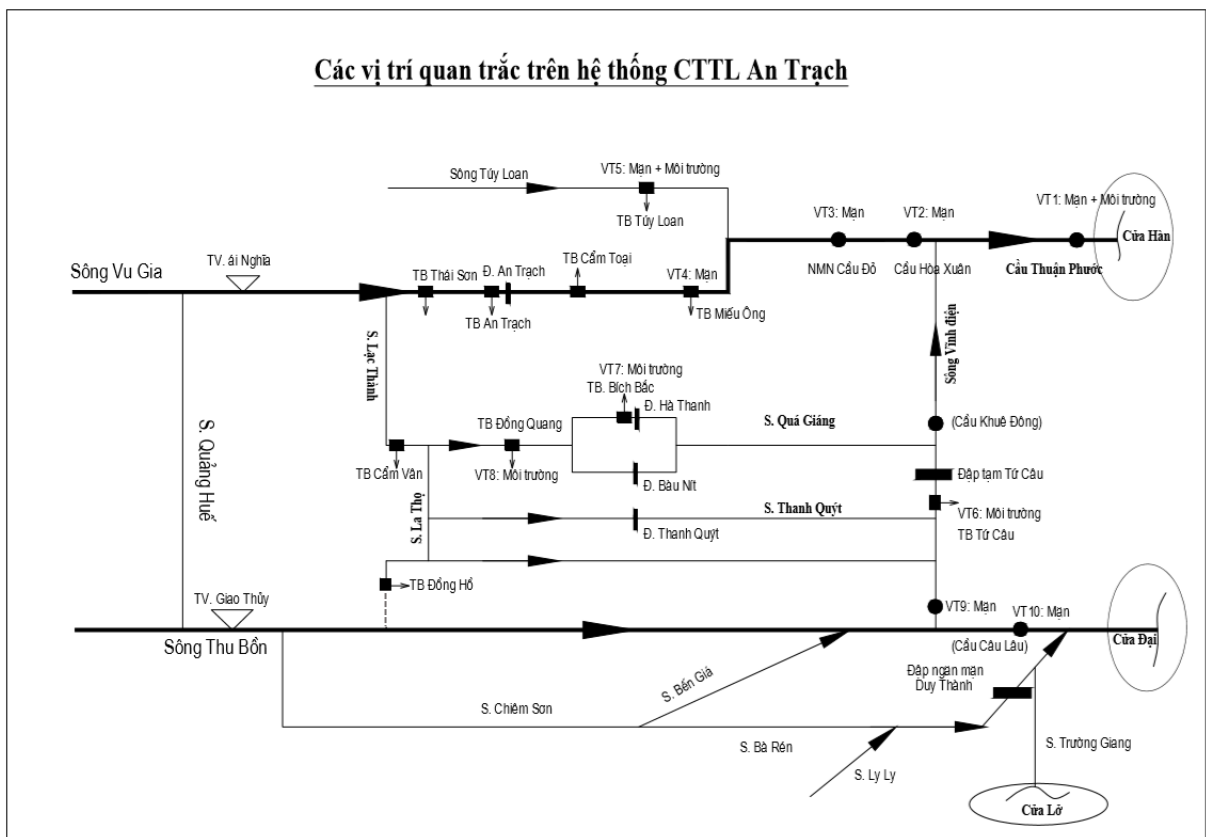 Các vị trí quan trắc trên hệ thống CTTL An Trạch
Sông Túy Loan
VT5: Mạn + Môi trường
TB Túy Loan
VT3: Mạn
VT2: Mạn
VT1: Mạn + Môi trường
Cửa Hàn
NMN Cầu Đỏ
Cầu Hòa Xuân
Cầu Thuận Phước
Sông Vu Gia
TV. ái Nghĩa
TB Thái Sơn
Đ. An Trạch
TB Cẩm Toại
VT4: Mạn
TB An Trạch
TB Miếu Ông
S. Lạc Thành
Sông Vĩnh điện
S. Quảng Huế
VT7: Môi trường
TB. Bích Bắc
Đ. Hà Thanh
TB Đồng Quang
S. Quá Giáng
(Cầu Khuê Đông)
TB Cẩm Vân
VT8: Môi trường
Đ. Bàu Nít
Đập tạm Tứ Câu
S. La Thọ
S. Thanh Quýt
Đ. Thanh Quýt
VT6: Môi trường
TB Tứ Câu
TB Đồng Hồ
TV. Giao Thủy
VT9: Mạn
VT10: Mạn
Sông Thu Bồn
(Cầu Câu Lâu)
Cửa Đại
S. Bến Giá
Đập ngăn mặn
Duy Thành
S. Chiêm Sơn
S. Bà Rén
S. Trường Giang
S. Ly Ly
Cửa Lở